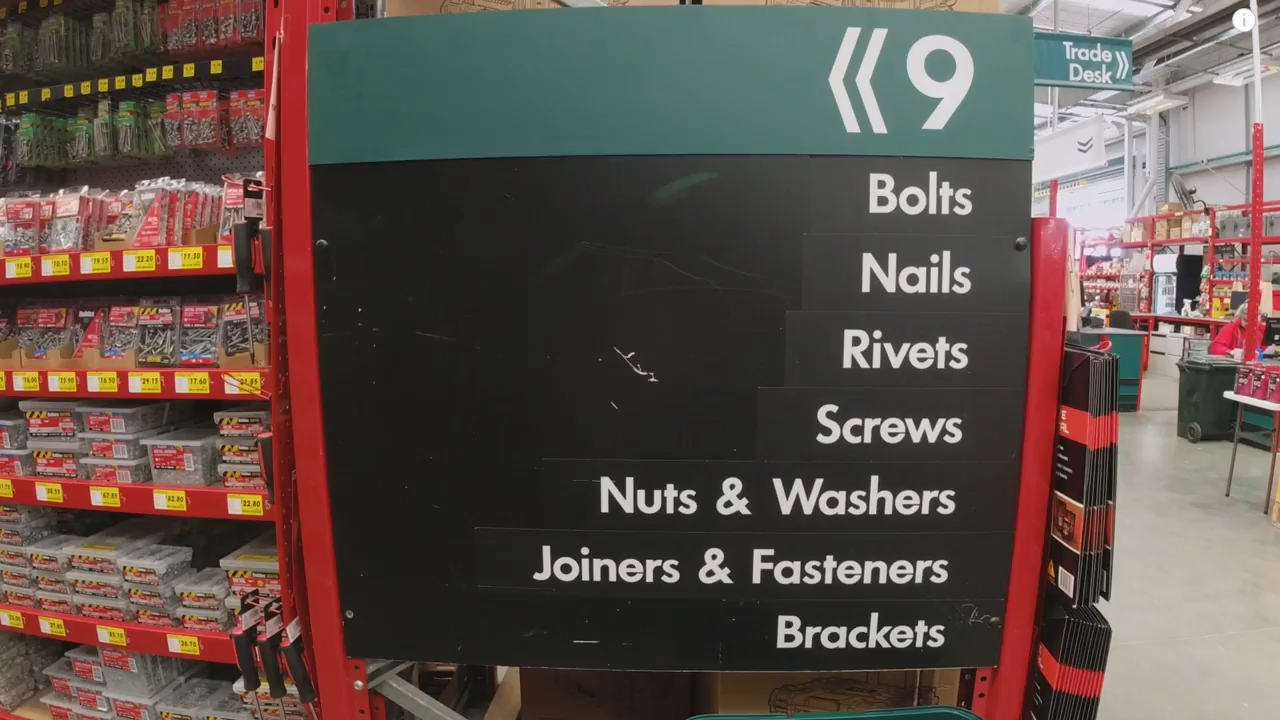 9
Trade
Desk
Bolts
Nails
Rivets
Screws
Nuts & Washers
Joiners & Fasteners
Brackets